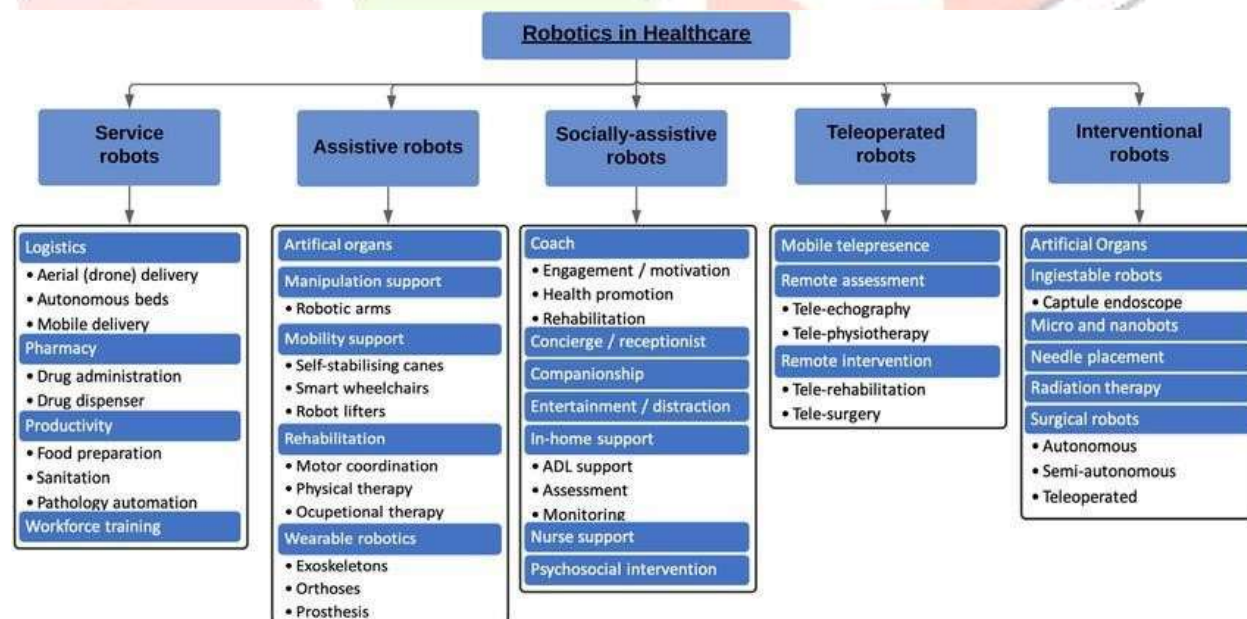 Robotics in Healthcare
Service
robots
Assistive robots
Socially-assistive
robots
Teleoperated
robots
Interventional
robots
Logistics
• Aerial (drone) delivery
• Autonomous beds
• Mobile delivery
Pharmacy
• Drug administration
• Drug dispenser
Productivity
• Food preparation
• Sanitation
• Pathology automation
Workforce training
Artifical organs
Manipulation support
• Robotic arms
Mobility support
• Self-stabilising canes
• Smart wheelchairs
• Robot lifters
Rehabilitation
• Motor coordination
• Physical therapy
• Ocupetional therapy
Wearable robotics
• Exoskeletons
• Orthoses
• Prosthesis
Coach
• Engagement / motivation
• Health promotion
• Rehabilitation
Concierge / receptionist
Companionship
Entertainment / distraction
In-home support
• ADL support
• Assessment
• Monitoring
Nurse support
Psychosocial intervention
Mobile telepresence
Remote assessment
• Tele-echography
• Tele-physiotherapy
Remote intervention
• Tele-rehabilitation
• Tele-surgery
Artificial Organs
Ingiestable robots
• Captule endoscope
Micro and nanobots
Needle placement
Radiation therapy
Surgical robots
• Autonomous
• Semi-autonomous
• Teleoperated